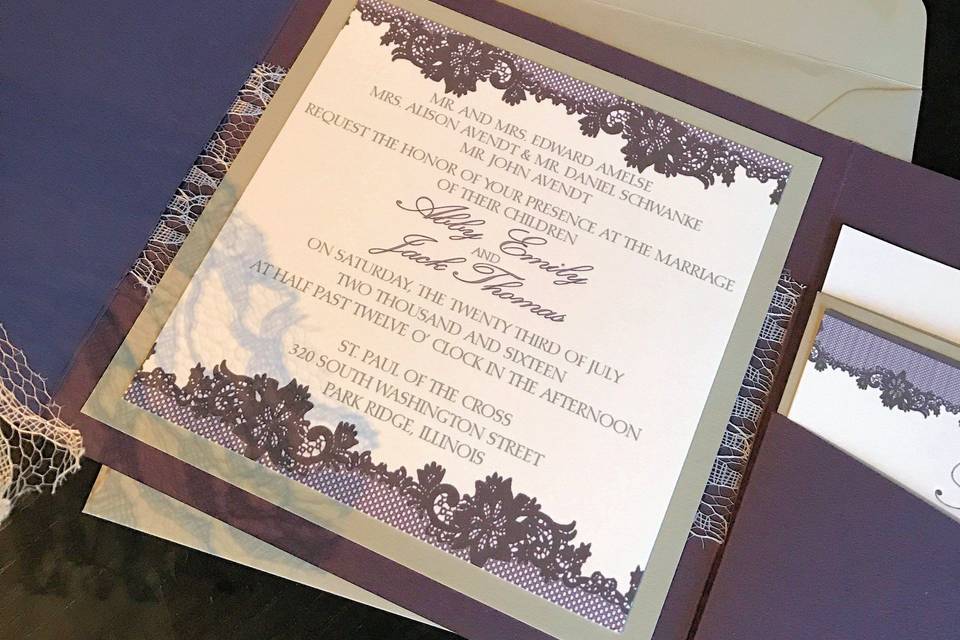 MR. AND MRS. EDWARD AMELSE
MRS. ALISON AVENDT & MR. DANIEL SCHWANKE
MR. JOHN AVENDT
REQUEST THE HONOR OF YOUR PRESENCE AT THE MARRIAGE
OF THEIR CHILDREN
Abby Emily
AND
Jack Thomas
ON SATURDAY, THE TWENTY THIRD OF JULY
TWO THOUSAND AND SIXTEEN
AT HALF PAST TWELVE O' CLOCK IN THE AFTERNOON
ST. PAUL OF THE CROSS
320 SOUTH WASHINGTON STREET
PARK RIDGE, ILLINOIS